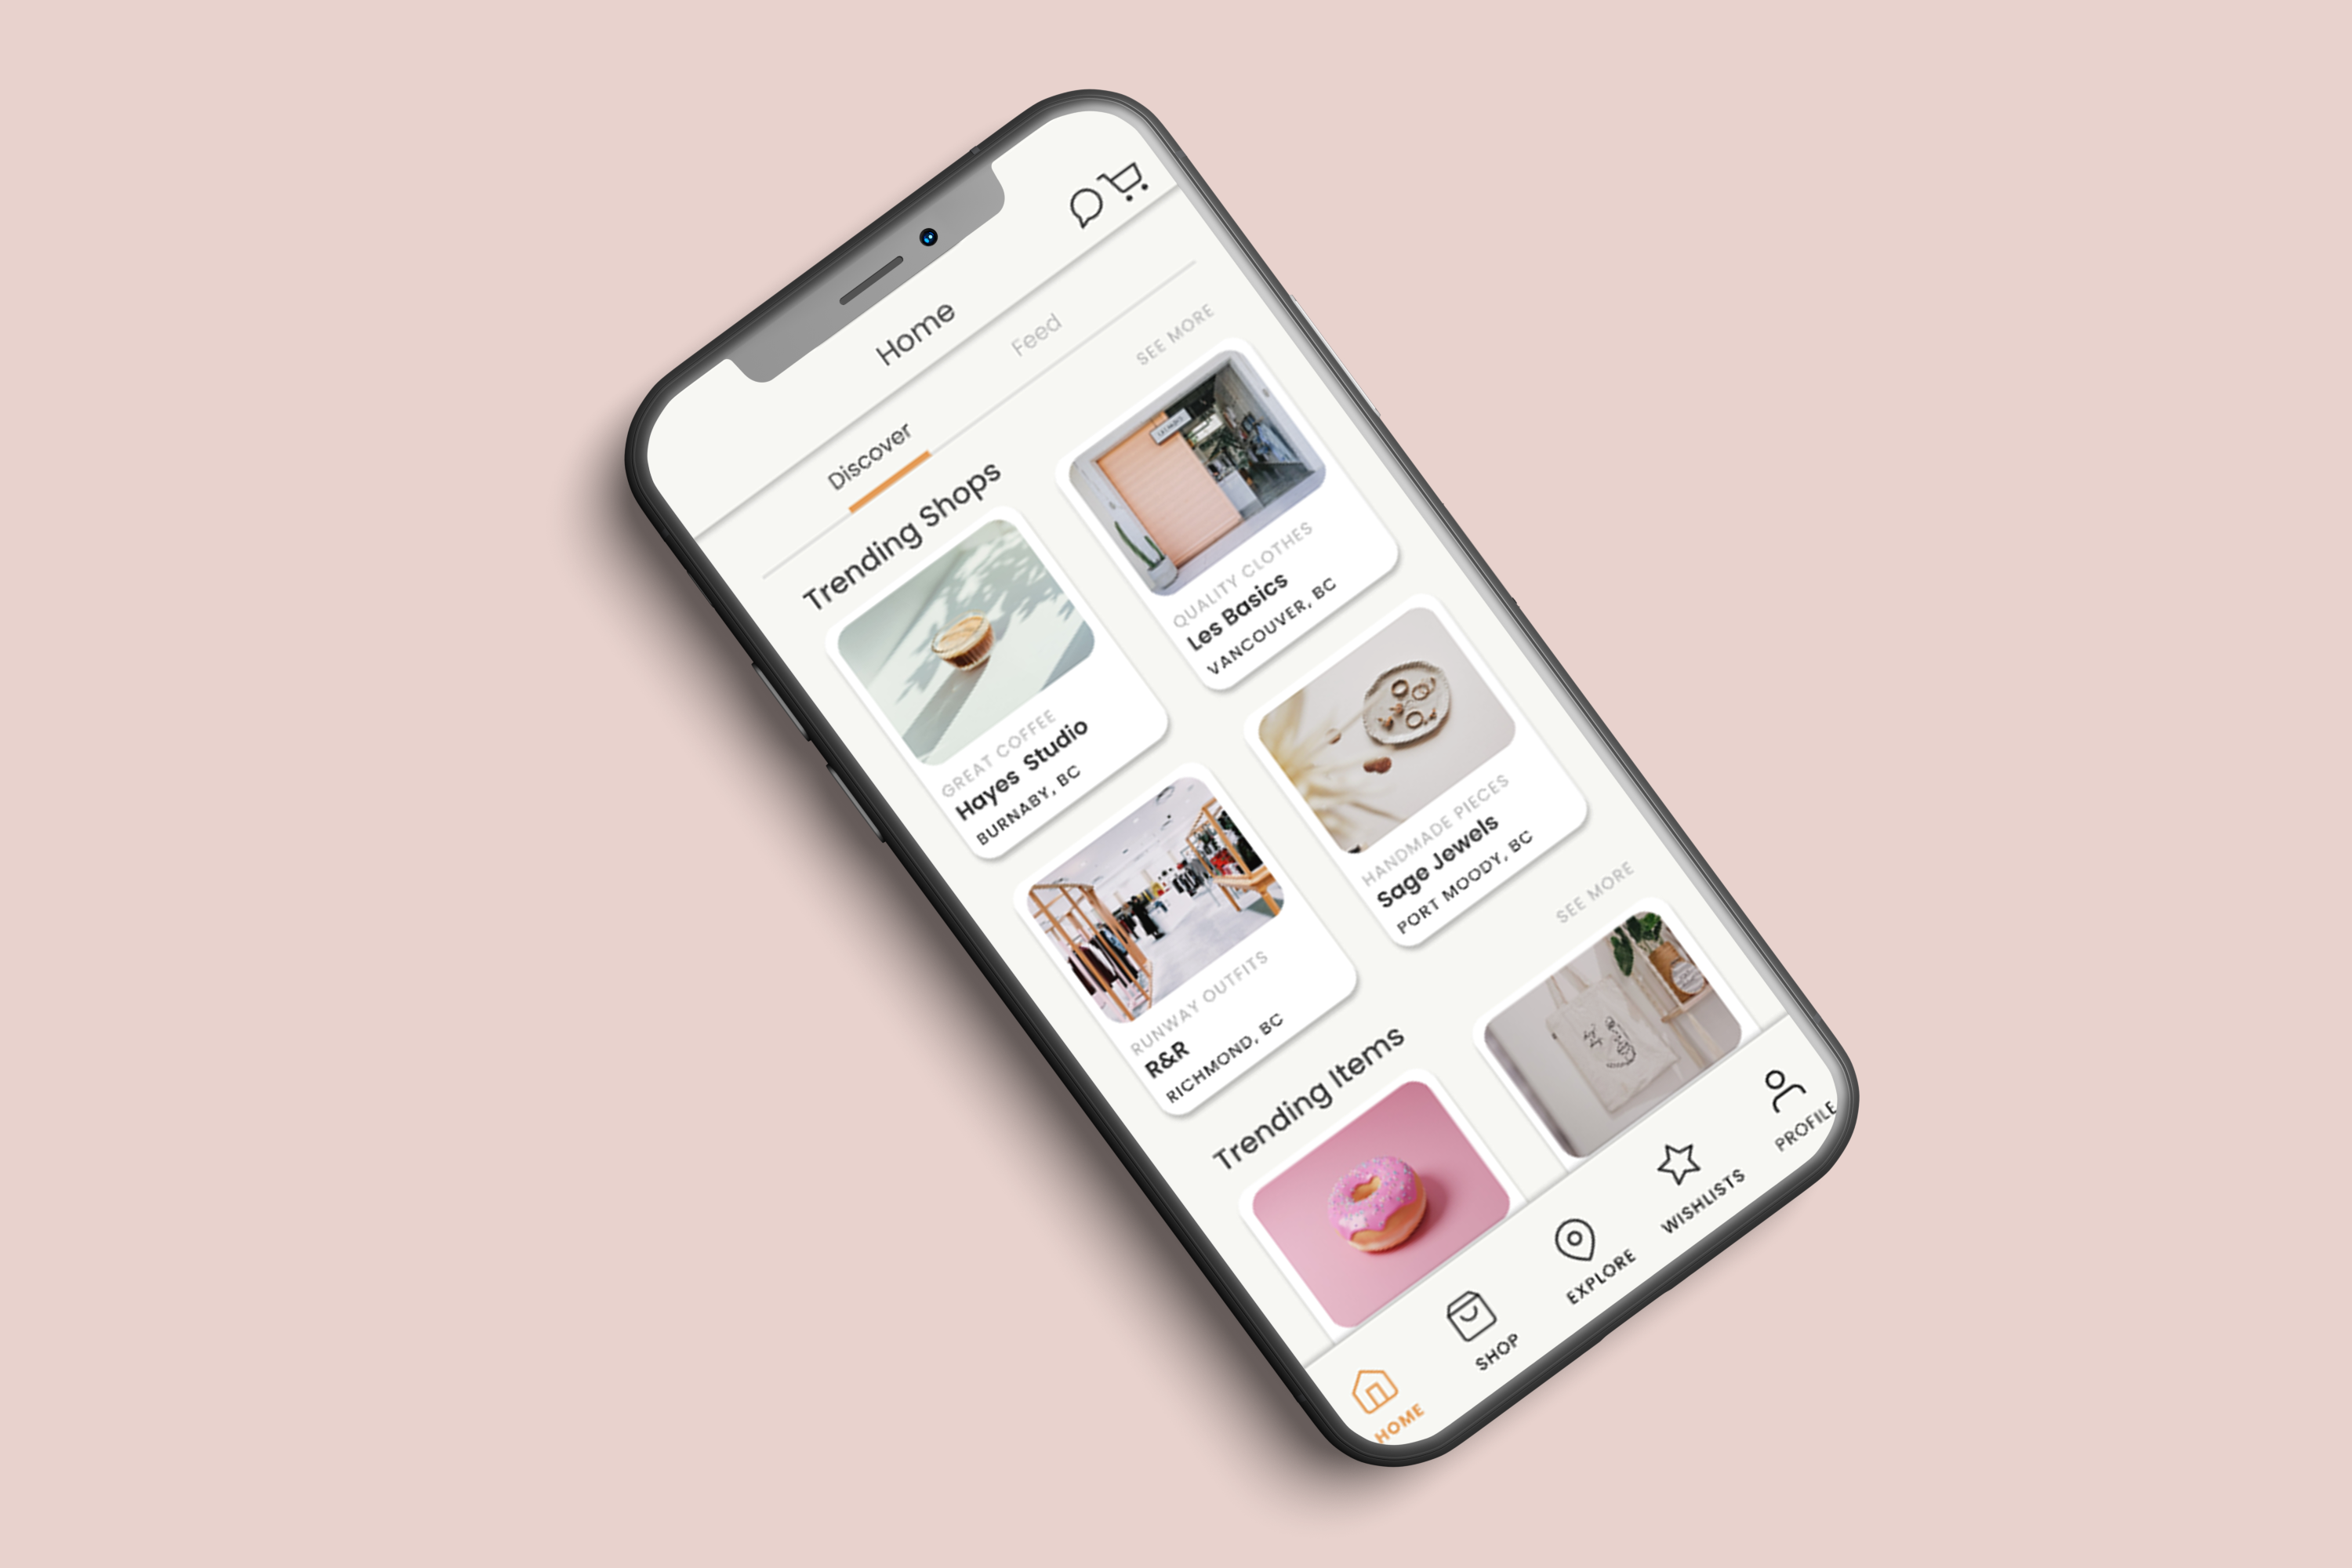 Home
Discover
Feed
Trending Shops
SEE MORE
GREAT COFFEE
Hayes Studio
BURNABY, BC
QUALITY CLOTHES
Les Basics
VANCOUVER, BC
RUNWAY OUTFITS
R&R
RICHMOND, BC
HANDMADE PIECES
Sage Jewels
PORT MOODY, BC
Trending Items
SEE MORE
HOME
SHOP
EXPLORE
WISHLISTS
PROFILE